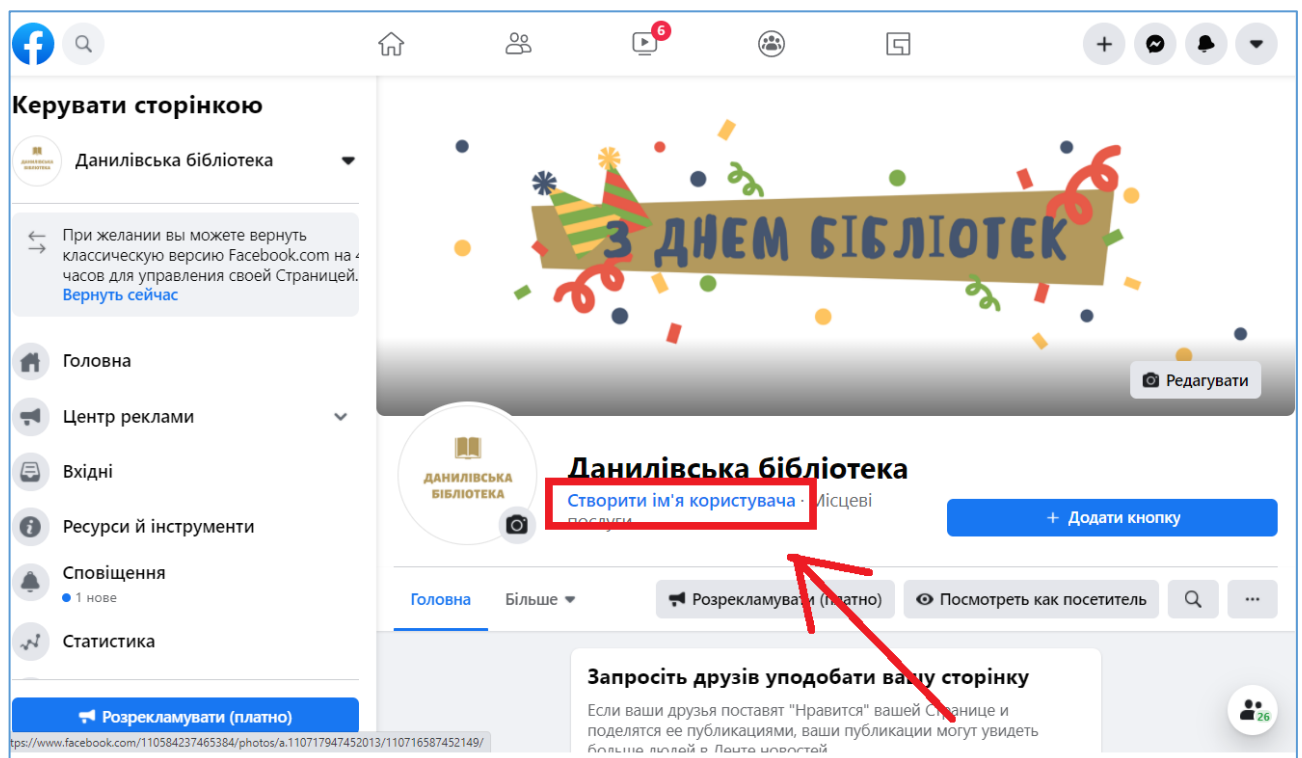 6
Керувати сторінкою
Данилівська бібліотека
При желании вы можете вернуть
классическую версию Facebook.com на 4
часов для управления своей Страницей.
Вернуть сейчас
Головна
Центр реклами
Вхідні
Ресурси й інструменти
Сповіщення
1 нове
Статистика
Розрекламувати (платно)
tps://www.facebook.com/110584237465384/photos/a.110717947452013/110716587452149/
З ДНЕМ БІБЛІОТЕК
Редагувати
ДАНИЛІВСЬКА
БІБЛІОТЕКА
Данилівська бібліотека
Створити ім'я користувача · Місцеві
послуги
+ Додати кнопку
Головна
Більше
Розрекламувати (платно)
Посмотреть как посетитель
Запросіть друзів уподобати вашу сторінку
Если ваши друзья поставят "Нравится" вашей Странице и
поделятся ее публикациями, ваши публикации могут увидеть
больше людей в Ленте новостей
26